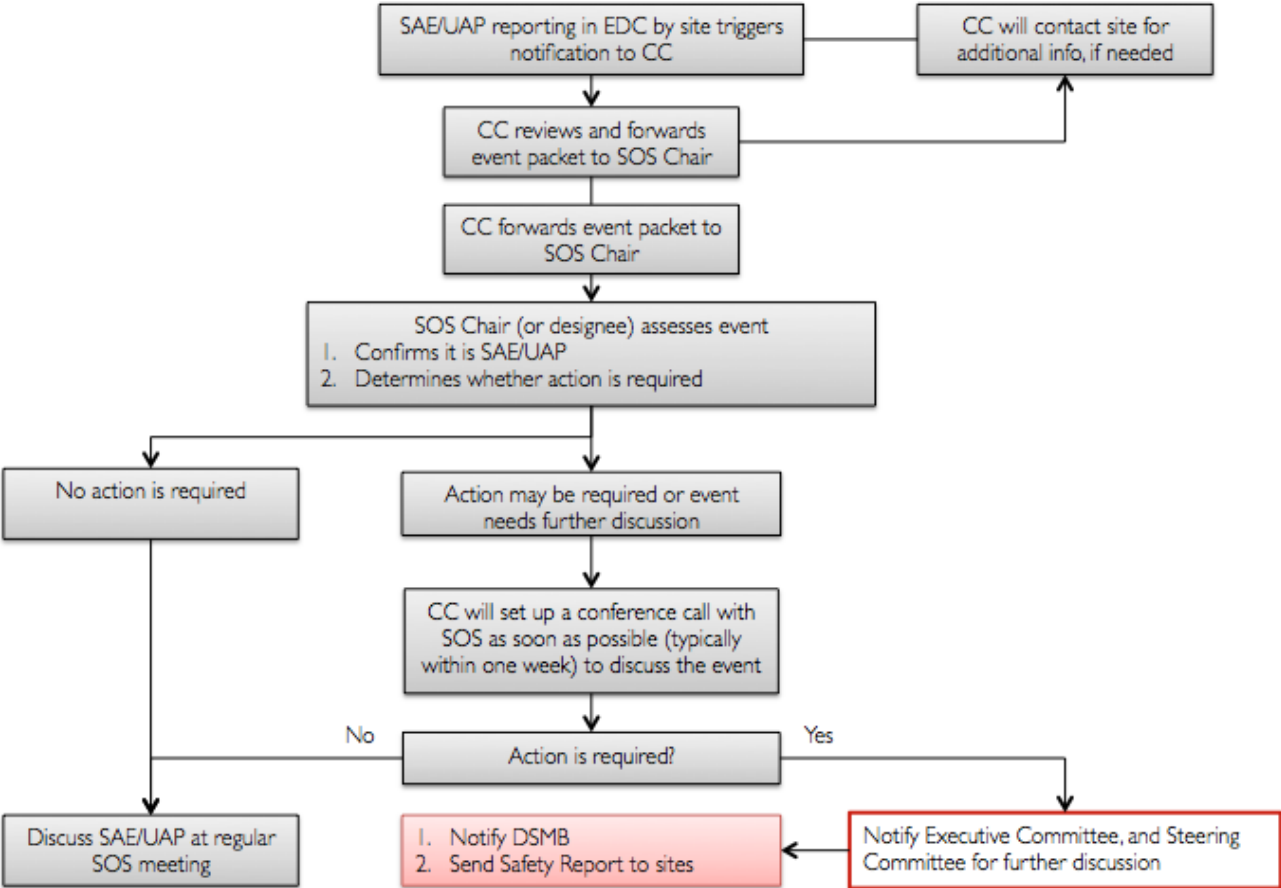 SAE/UAP reporting in EDC by site triggers
notification to CC
CC will contact site for
additional info, if needed
CC reviews and forwards
event packet to SOS Chair
CC forwards event packet to
SOS Chair
SOS Chair (or designee) assesses event
1. Confirms it is SAE/UAP
2. Determines whether action is required
No action is required
Action may be required or event
needs further discussion
CC will set up a conference call with
SOS as soon as possible (typically
within one week) to discuss the event
No
Action is required?
Yes
Discuss SAE/UAP at regular
SOS meeting
1. Notify DSMB
2. Send Safety Report to sites
Notify Executive Committee, and Steering
Committee for further discussion